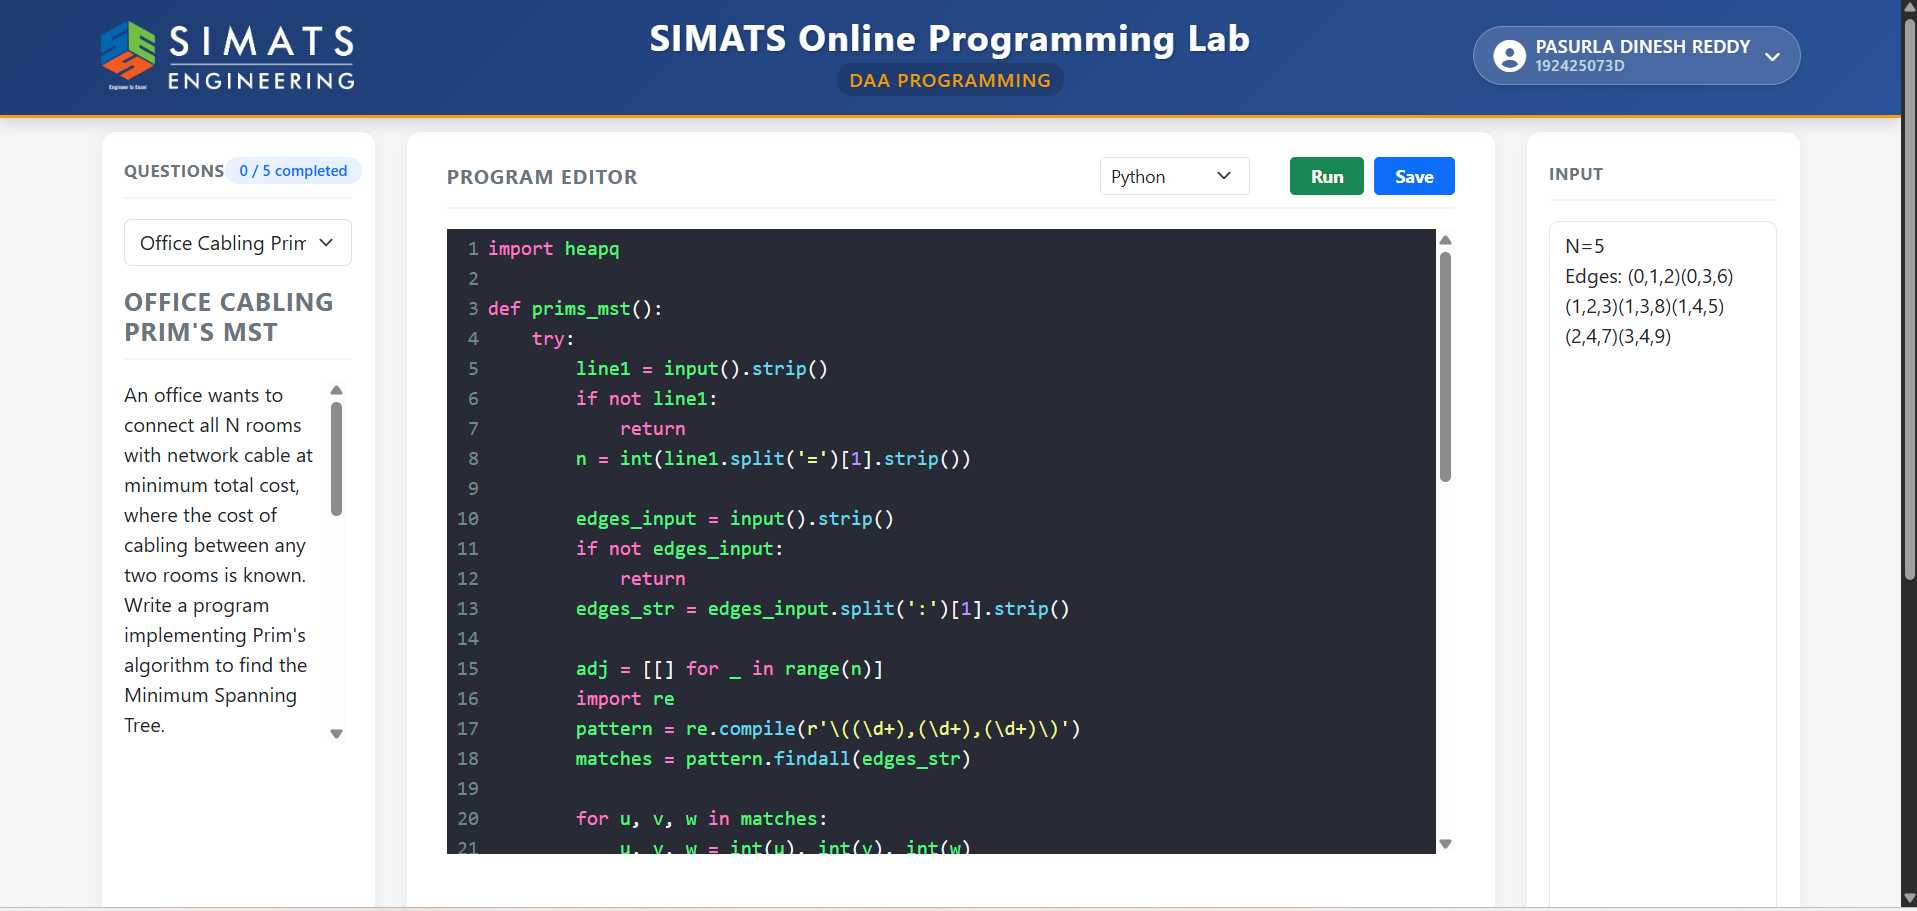 SIMATS
ENGINEERING
Engineer to Excel
SIMATS Online Programming Lab
DAA PROGRAMMING
PASURLA DINESH REDDY
192425073D
QUESTIONS
0 / 5 completed
Office Cabling Prim
OFFICE CABLING
PRIM'S MST
An office wants to
connect all N rooms
with network cable at
minimum total cost,
where the cost of
cabling between any
two rooms is known.
Write a program
implementing Prim's
algorithm to find the
Minimum Spanning
Tree.
PROGRAM EDITOR
Python
Run
Save
1 import heapq
2
3 def prims_mst():
4     try:
5         line1 = input().strip()
6         if not line1:
7             return
8         n = int(line1.split('=')[1].strip())
9
10         edges_input = input().strip()
11         if not edges_input:
12             return
13         edges_str = edges_input.split(':')[1].strip()
14
15         adj = [[] for _ in range(n)]
16         import re
17         pattern = re.compile(r'\((\d+),(\d+),(\d+)\)')
18         matches = pattern.findall(edges_str)
19
20         for u, v, w in matches:
21             u, v, w = int(u), int(v), int(w)
INPUT
N=5
Edges: (0,1,2)(0,3,6)
(1,2,3)(1,3,8)(1,4,5)
(2,4,7)(3,4,9)